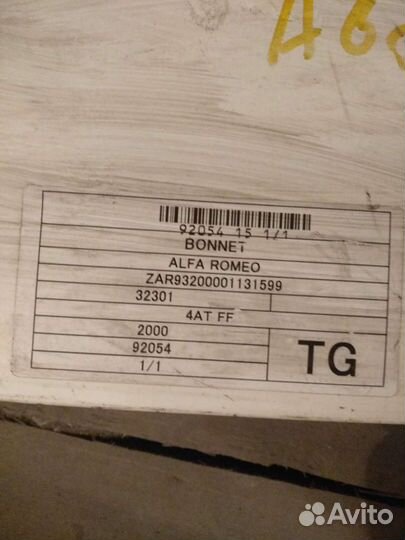 92054 15 1/1
BONNET
ALFA ROMEO
ZAR93200001131599
32301
4AT FF
2000
92054
1/1
TG
Avito